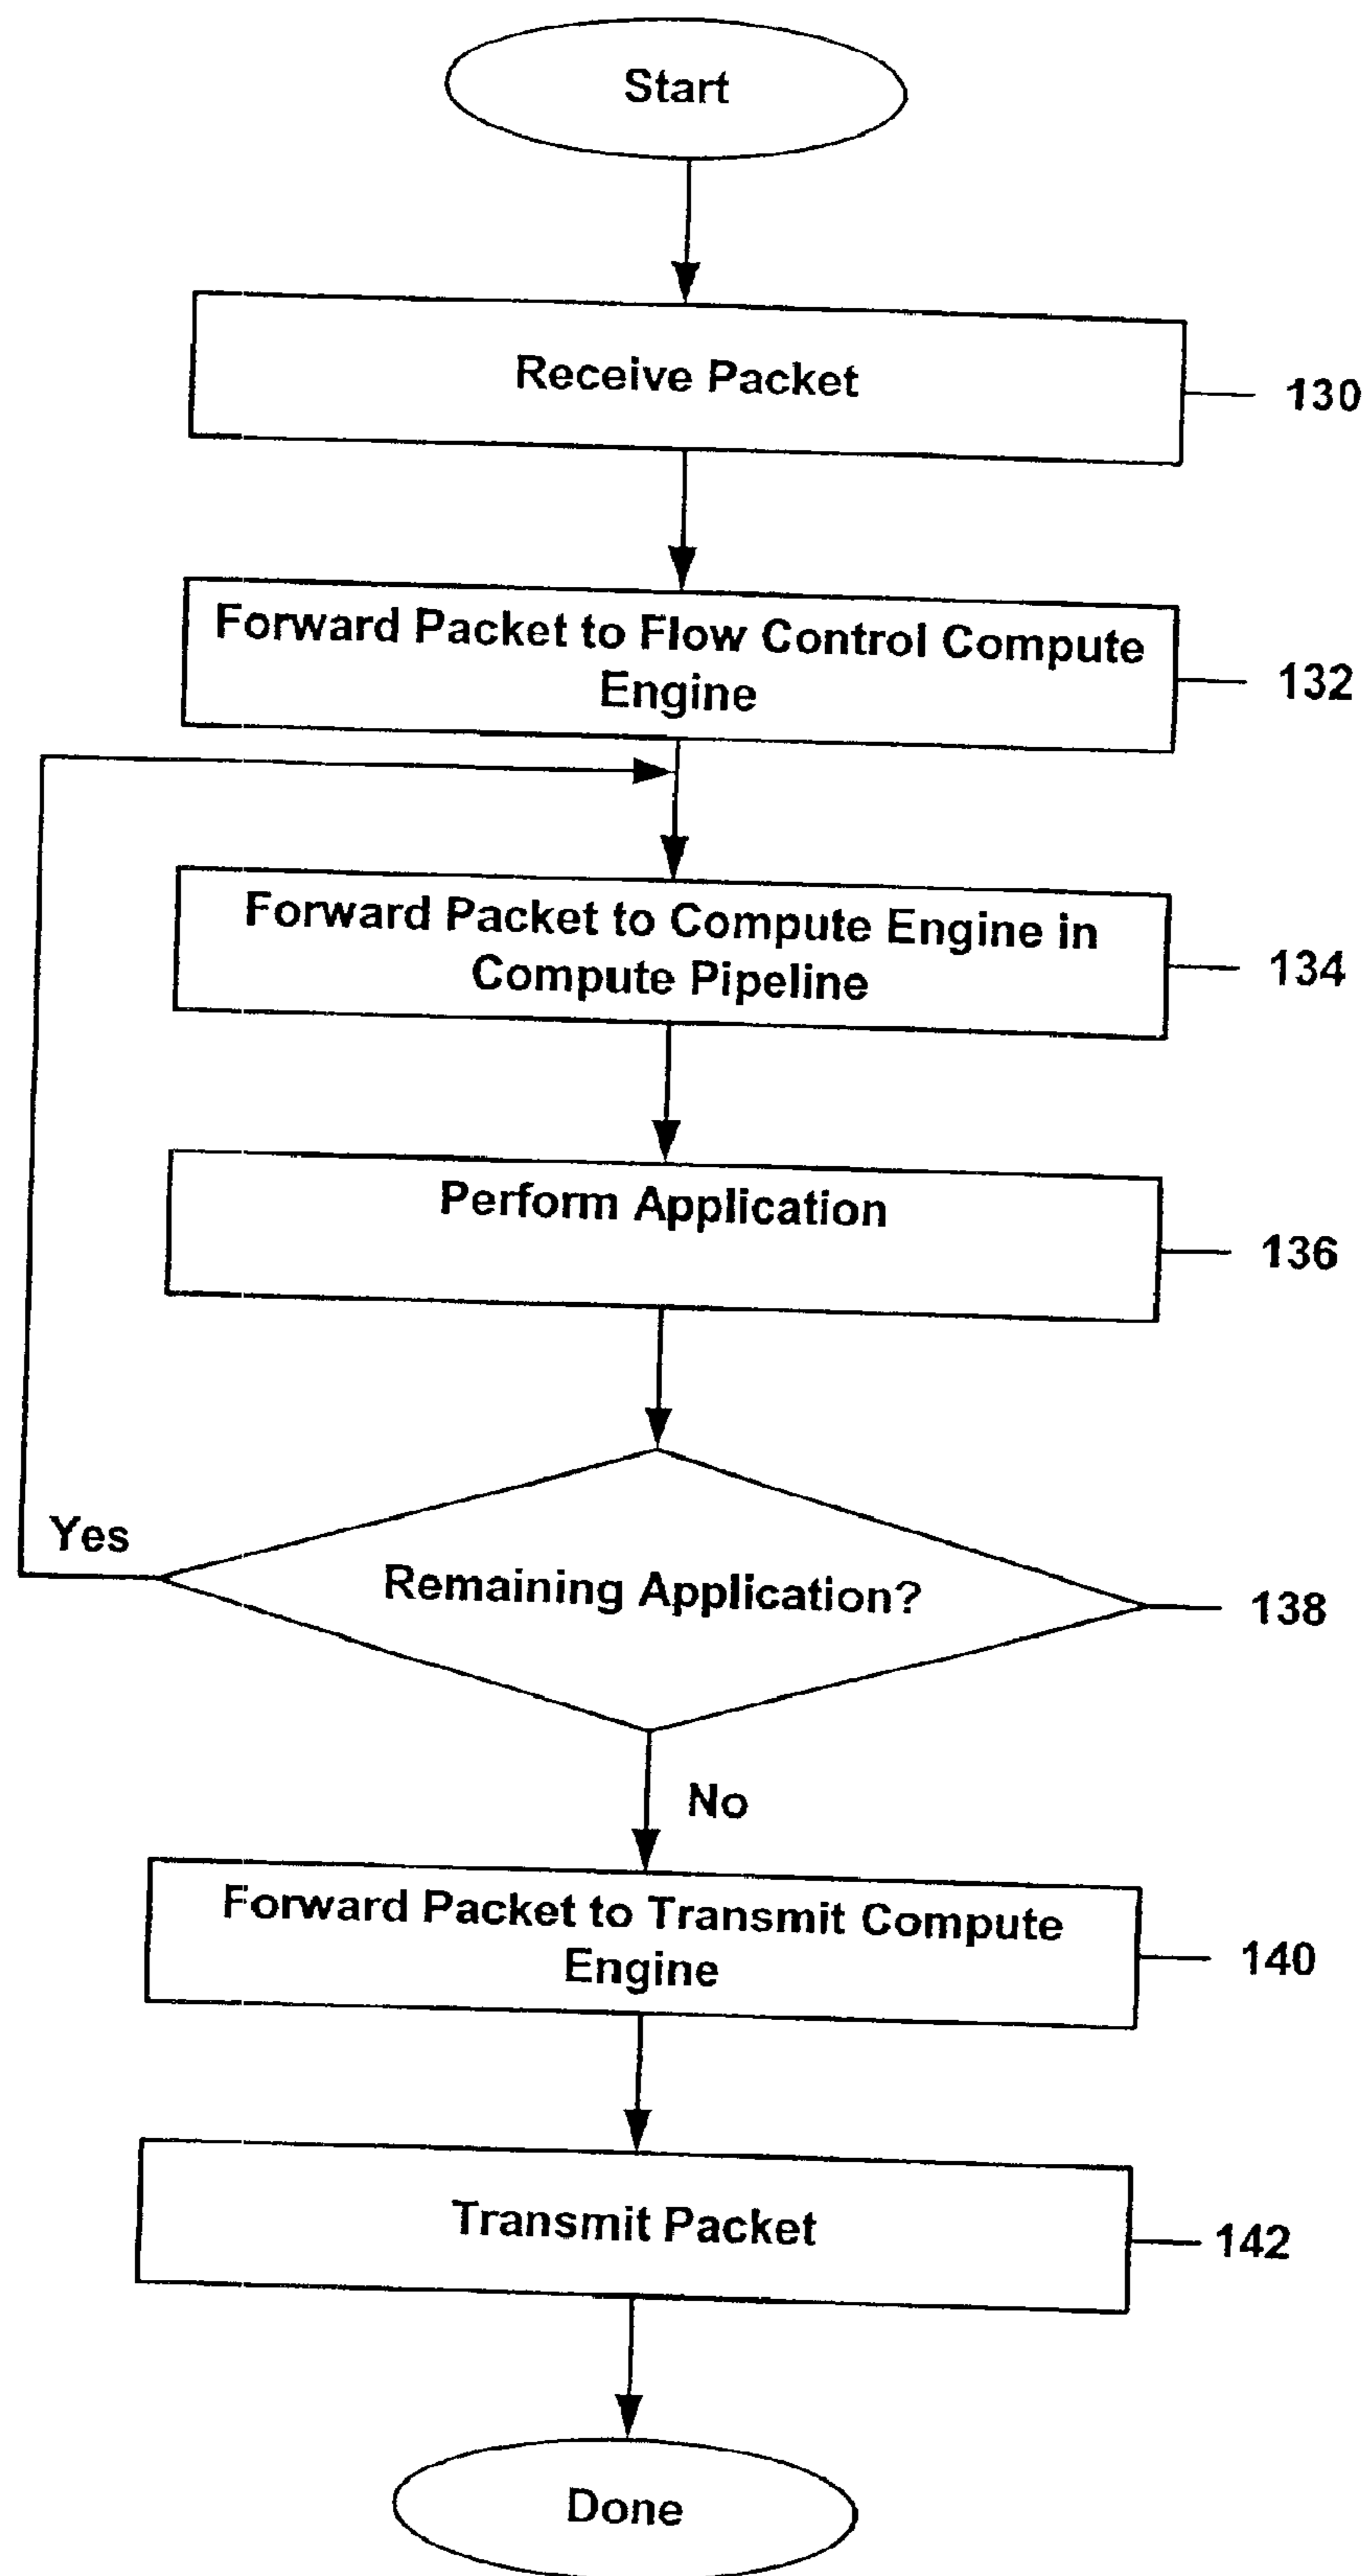 Start
Receive Packet
130
Forward Packet to Flow Control Compute
Engine
132
Forward Packet to Compute Engine in
Compute Pipeline
134
Perform Application
136
Yes
Remaining Application?
138
No
Forward Packet to Transmit Compute
Engine
140
Transmit Packet
142
Done